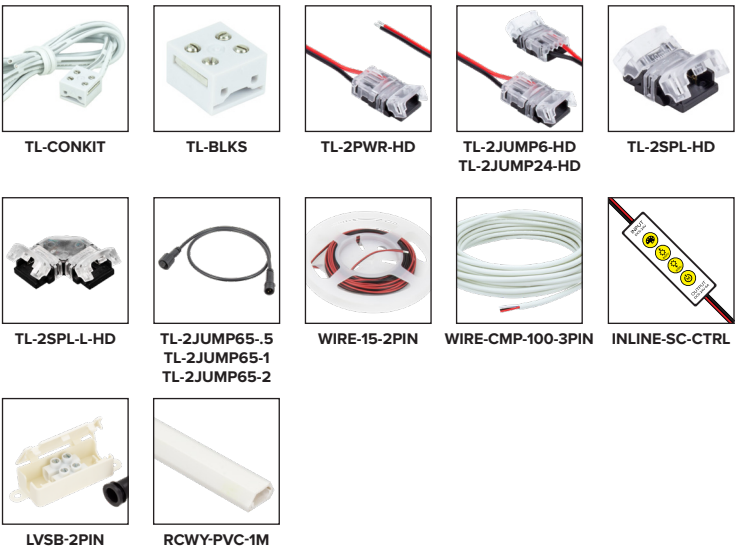 TL-CONKIT
TL-BLKS
TL-2PWR-HD
TL-2JUMP6-HD
TL-2JUMP24-HD
TL-2SPL-HD
TL-2SPL-L-HD
TL-2JUMP65-.5
TL-2JUMP65-1
TL-2JUMP65-2
WIRE-15-2PIN
WIRE-CMP-100-3PIN
INPUT
OUTPUT
INLINE-SC-CTRL
LVSB-2PIN
RCWY-PVC-1M